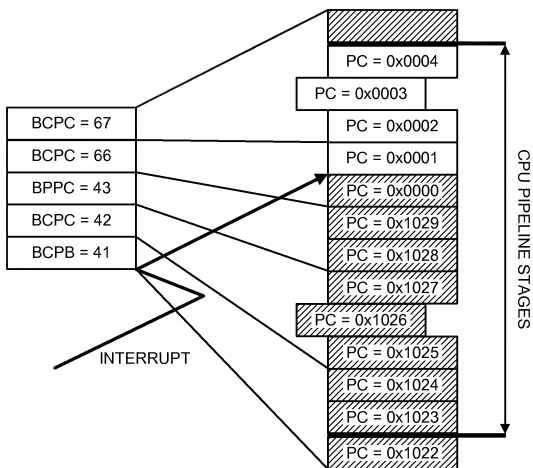 PC = 0x0004
PC = 0x0003
BCPC = 67
PC = 0x0002
BCPC = 66
PC = 0x0001
BPPC = 43
PC = 0x0000
BCPC = 42
PC = 0x1029
BCPB = 41
PC = 0x1028
PC = 0x1027
PC = 0x1026
INTERRUPT
PC = 0x1025
PC = 0x1024
PC = 0x1023
PC = 0x1022
CPU PIPELINE STAGES